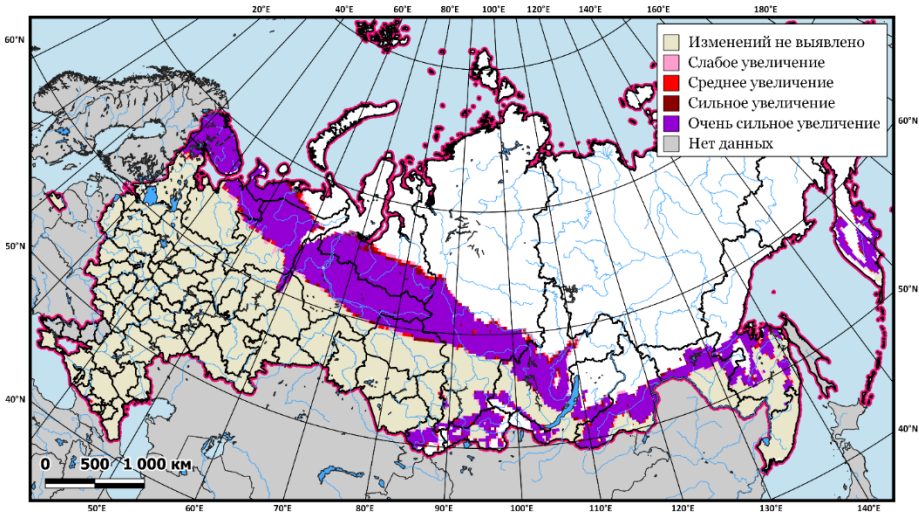 20°E 40°E 60°E 80°E 100°E 120°E 140°E 160°E 180°E
60°N
Изменений не выявлено
Слабое увеличение
Среднее увеличение
Сильное увеличение
Очень сильное увеличение
Нет данных
60°N
50°N
50°N
40°N
40°N
0 500 1 000 км
50°E 60°E 70°E 80°E 90°E 100°E 110°E 120°E 130°E 140°E